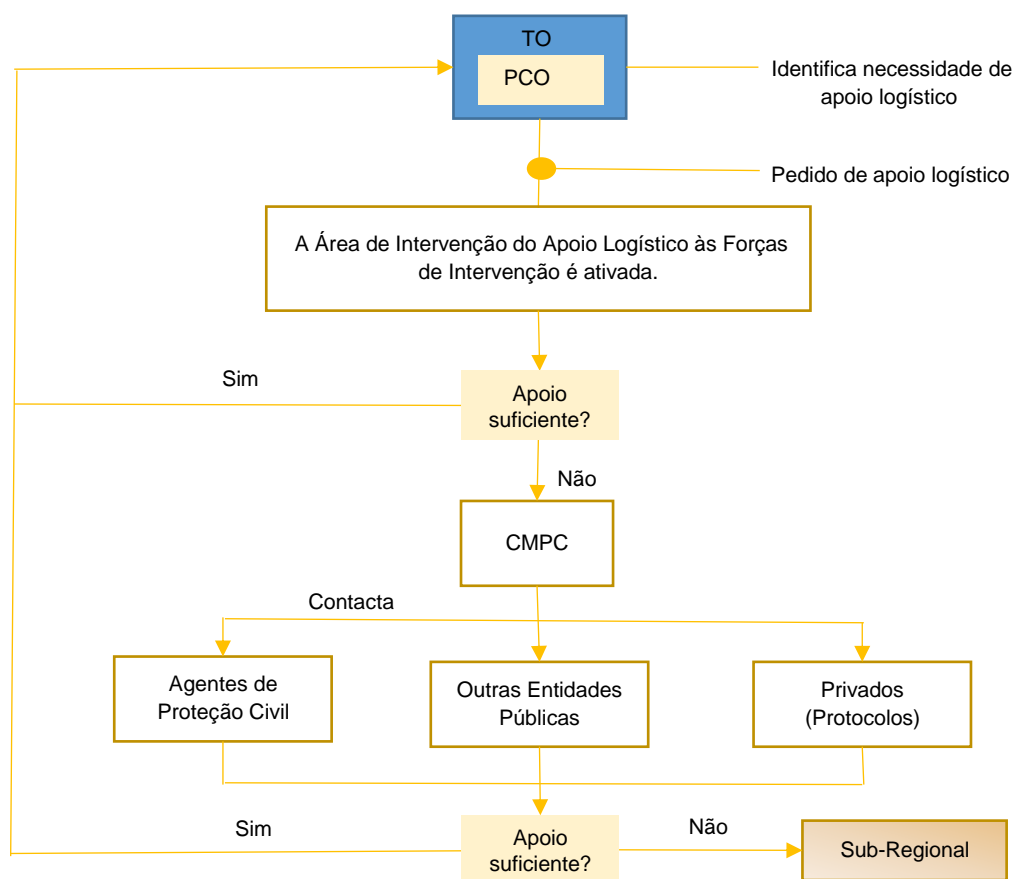 TO
PCO
Identifica necessidade de
apoio logístico
Pedido de apoio logístico
A Área de Intervenção do Apoio Logístico às Forças
de Intervenção é ativada.
Sim
Apoio
suficiente?
Não
CMPC
Contacta
Agentes de
Proteção Civil
Outras Entidades
Públicas
Privados
(Protocolos)
Sim
Apoio
suficiente?
Não
Sub-Regional